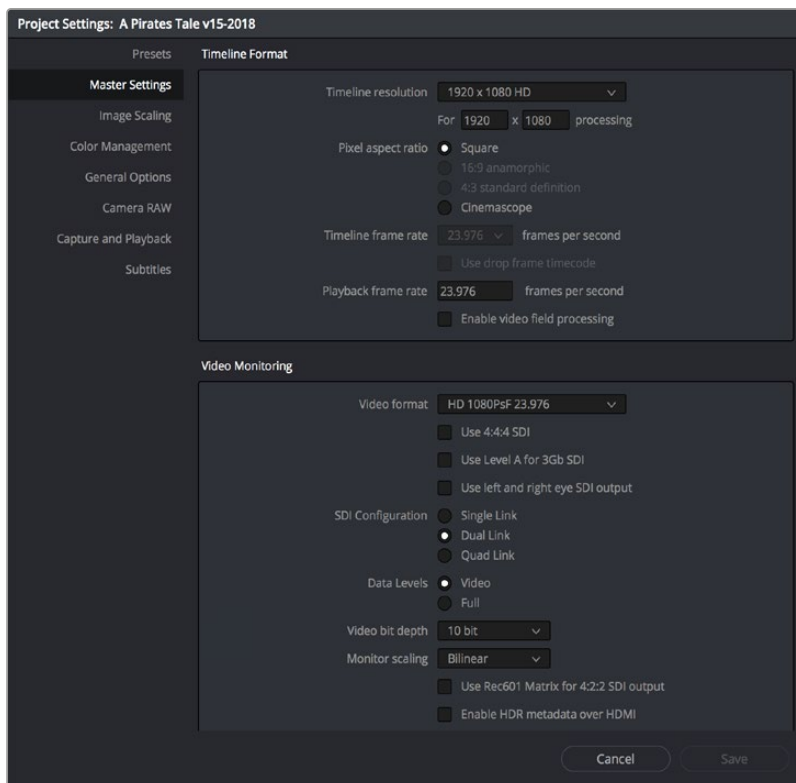 Project Settings: A Pirates Tale v15-2018
Presets
Master Settings
Image Scaling
Color Management
General Options
Camera RAW
Capture and Playback
Subtitles
Timeline Format
Timeline resolution 1920 x 1080 HD
For 1920 x 1080 processing
Pixel aspect ratio Square
16:9 anamorphic
4:3 standard definition
Cinemascope
Timeline frame rate 23.976 frames per second
Use drop frame timecode
Playback frame rate 23.976 frames per second
Enable video field processing
Video Monitoring
Video format HD 1080PsF 23.976
Use 4:4:4 SDI
Use Level A for 3Gb SDI
Use left and right eye SDI output
SDI Configuration Single Link
Dual Link
Quad Link
Data Levels Video
Full
Video bit depth 10 bit
Monitor scaling Bilinear
Use Rec601 Matrix for 4:2:2 SDI output
Enable HDR metadata over HDMI
Cancel Save